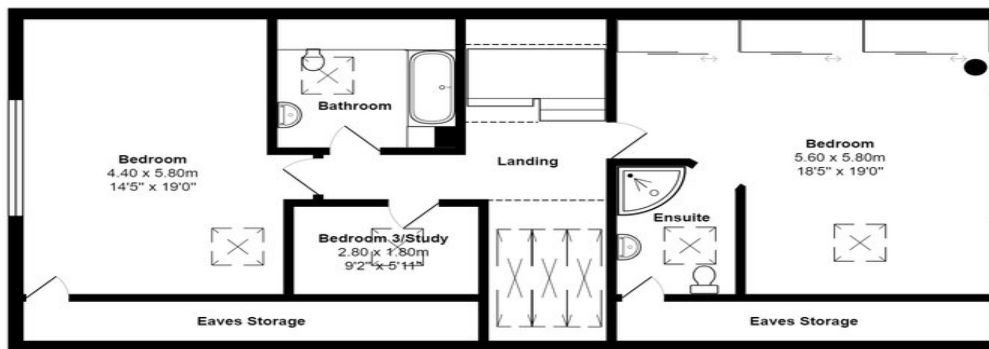 Bathroom
Bedroom
4.40 x 5.80m
14'5" x 19'0"
Landing
Bedroom
5.60 x 5.80m
18'5" x 19'0"
Ensuite
Bedroom 3/Study
2.80 x 1.80m
9'2" x 5'11"
Eaves Storage
Eaves Storage